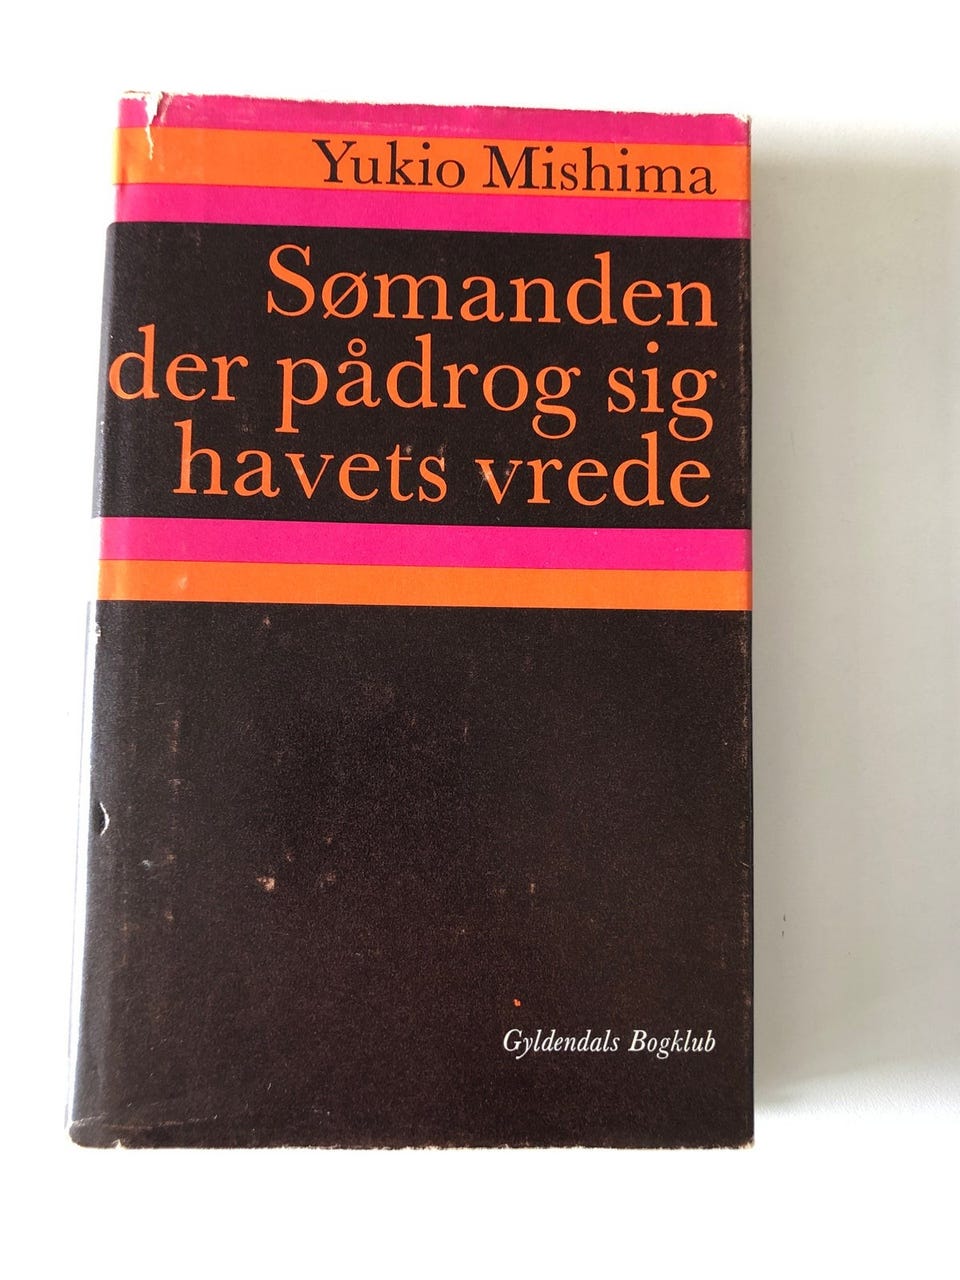 Yukio Mishima
Sømanden
der pådrog sig
havets vrede
Gyldendals Bogklub